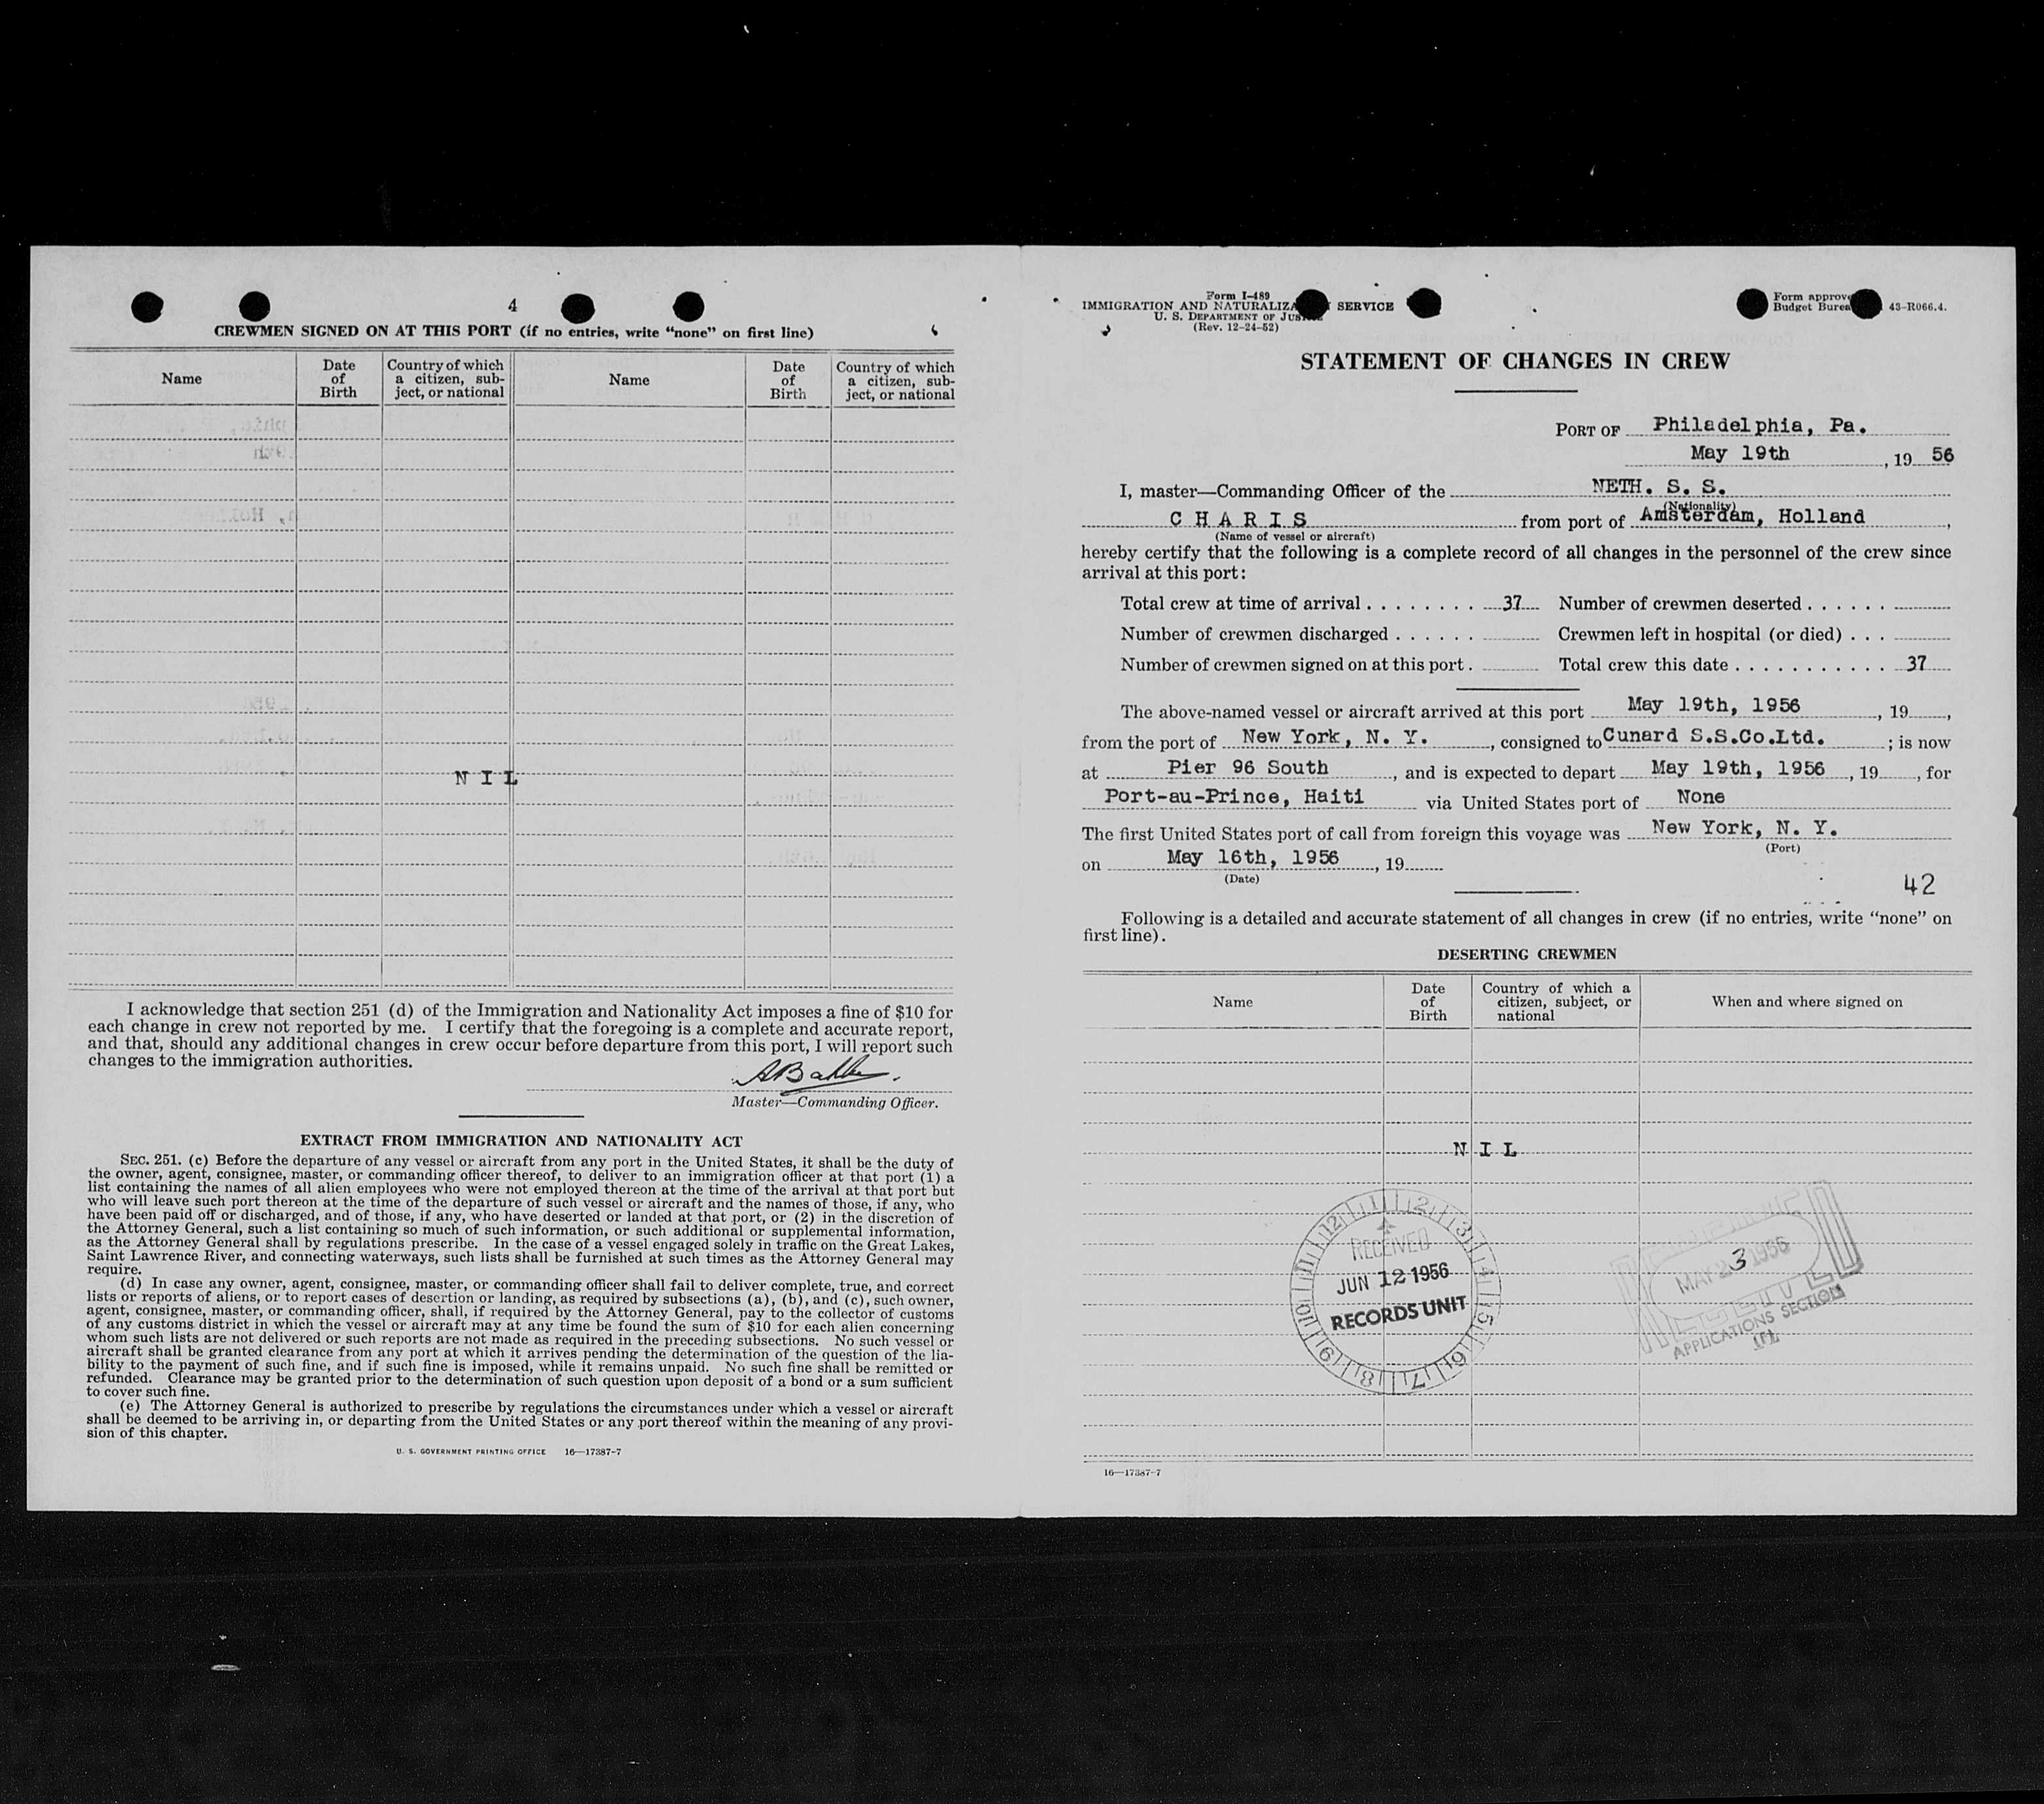 4
CREWMEN SIGNED ON AT THIS PORT (if no entries, write “none” on first line)
Name
Date of Birth
Country of which a citizen, sub-ject, or national
Name
Date of Birth
Country of which a citizen, sub-ject, or national
N I L
I acknowledge that section 251 (d) of the Immigration and Nationality Act imposes a fine of $10 for
each change in crew not reported by me. I certify that the foregoing is a complete and accurate report,
and that, should any additional changes in crew occur before departure from this port, I will report such
changes to the immigration authorities.
Master—Commanding Officer.
EXTRACT FROM IMMIGRATION AND NATIONALITY ACT
SEC. 251. (c) Before the departure of any vessel or aircraft from any port in the United States, it shall be the duty of
the owner, agent, consignee, master, or commanding officer thereof, to deliver to an immigration officer at that port (1) a
list containing the names of all alien employees who were not employed thereon at the time of the arrival at that port but
who will leave such port thereon at the time of the departure of such vessel or aircraft and the names of those, if any, who
have been paid off or discharged, and of those, if any, who have deserted or landed at that port, or (2) in the discretion of
the Attorney General, such a list containing so much of such information, or such additional or supplemental information,
as the Attorney General shall by regulations prescribe. In the case of a vessel engaged solely in traffic on the Great Lakes,
Saint Lawrence River, and connecting waterways, such lists shall be furnished at such times as the Attorney General may
require.
(d) In case any owner, agent, consignee, master, or commanding officer shall fail to deliver complete, true, and correct
lists or reports of aliens, or to report cases of desertion or landing, as required by subsections (a), (b), and (c), such owner,
agent, consignee, master, or commanding officer, shall, if required by the Attorney General, pay to the collector of customs
of any customs district in which the vessel or aircraft may at any time be found the sum of $10 for each alien concerning
whom such lists are not delivered or such reports are not made as required in the preceding subsections. No such vessel or
aircraft shall be granted clearance from any port at which it arrives pending the determination of the question of the lia-
bility to the payment of such fine, and if such fine is imposed, while it remains unpaid. No such fine shall be remitted or
refunded. Clearance may be granted prior to the determination of such question upon deposit of a bond or a sum sufficient
to cover such fine.
(e) The Attorney General is authorized to prescribe by regulations the circumstances under which a vessel or aircraft
shall be deemed to be arriving in, or departing from the United States or any port thereof within the meaning of any provi-
sion of this chapter.
U. S. GOVERNMENT PRINTING OFFICE 16—17387-7
Form I-489
IMMIGRATION AND SERVICE
U. S. DEPARTMENT OF
(Rev. 12-24-52)
Form
Budget 43-R066.4.
STATEMENT OF CHANGES IN CREW
PORT OF Philadelphia, Pa.
May 19th, 19 56
I, master—Commanding Officer of the NETH. S. S.
(Nationality)
C H A R I S from port of Amsterdam, Holland,
(Name of vessel or aircraft)
hereby certify that the following is a complete record of all changes in the personnel of the crew since
arrival at this port:
Total crew at time of arrival . . . . . . . . 37 Number of crewmen deserted . . . . . .
Number of crewmen discharged . . . . . . Crewmen left in hospital (or died) . . .
Number of crewmen signed on at this port . Total crew this date . . . . . . . . . . . 37
The above-named vessel or aircraft arrived at this port May 19th, 1956, 19,
from the port of New York, N. Y., consigned to Cunard S.S.Co.Ltd. ; is now
at Pier 96 South, and is expected to depart May 19th, 1956, 19, for
Port-au-Prince, Haiti via United States port of None
The first United States port of call from foreign this voyage was New York, N. Y.
(Port)
on May 16th, 1956, 19
(Date)
42
Following is a detailed and accurate statement of all changes in crew (if no entries, write “none” on
first line).
DESERTING CREWMEN
Name
Date of Birth
Country of which a citizen, subject, or national
When and where signed on
N I L
12 1 2 3 4 5 6 7 8 9 10 11
RECEIVED
JUN 12 1956
RECORDS UNIT
MAY 23 1956
RECEIVED
APPLICATIONS SECTION
16—17387-7